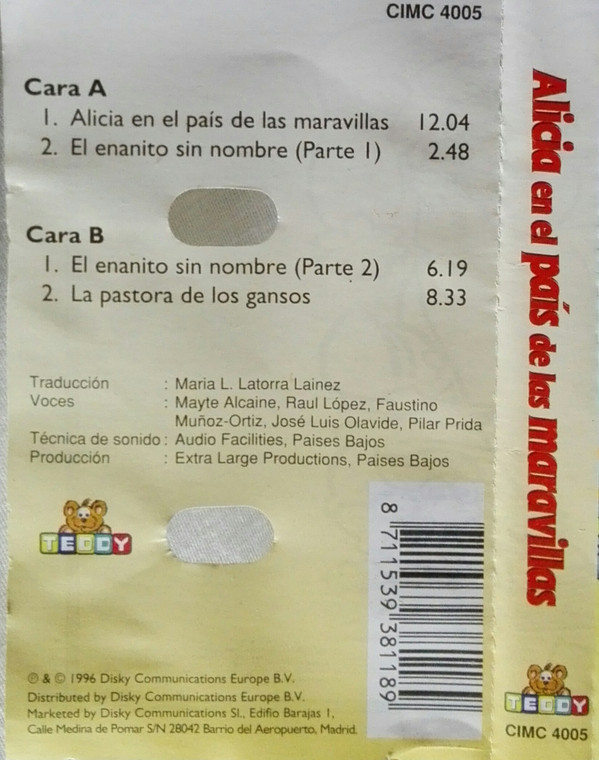 CIMC 4005
Cara A
1. Alicia en el país de las maravillas 12.04
2. El enanito sin nombre (Parte 1) 2.48
Cara B
1. El enanito sin nombre (Parte 2) 6.19
2. La pastora de los gansos 8.33
Traducción : Maria L. Latorra Lainez
Voces : Mayte Alcaine, Raul López, Faustino
Muñoz-Ortiz, José Luis Olavide, Pilar Prida
Técnica de sonido : Audio Facilities, Paises Bajos
Producción : Extra Large Productions, Paises Bajos
TEDDY
8 711539 381189
℗ & © 1996 Disky Communications Europe B.V.
Distributed by Disky Communications Europe B.V.
Marketed by Disky Communications Sl., Edifio Barajas 1,
Calle Medina de Pomar S/N 28042 Barrio del Aeropuerto, Madrid.
Alicia en el país de las maravillas
TEDDY
CIMC 4005